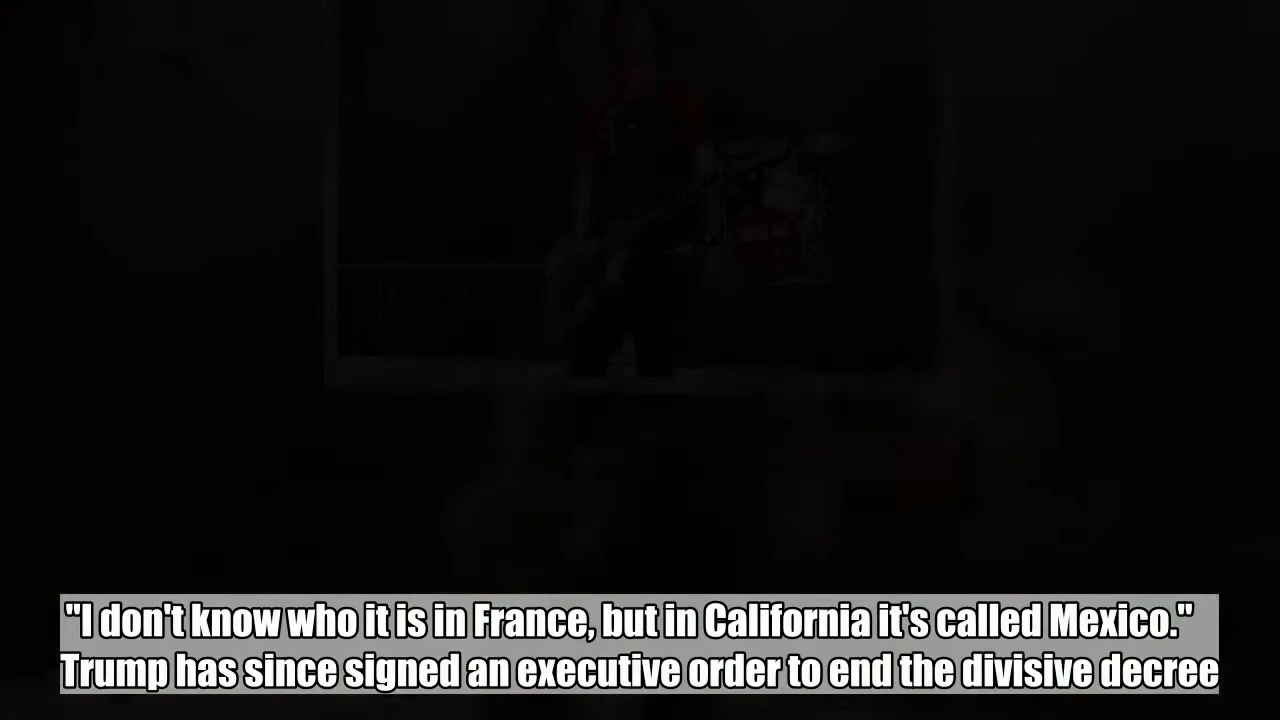 "I don't know who it is in France, but in California it's called Mexico."
Trump has since signed an executive order to end the divisive decree